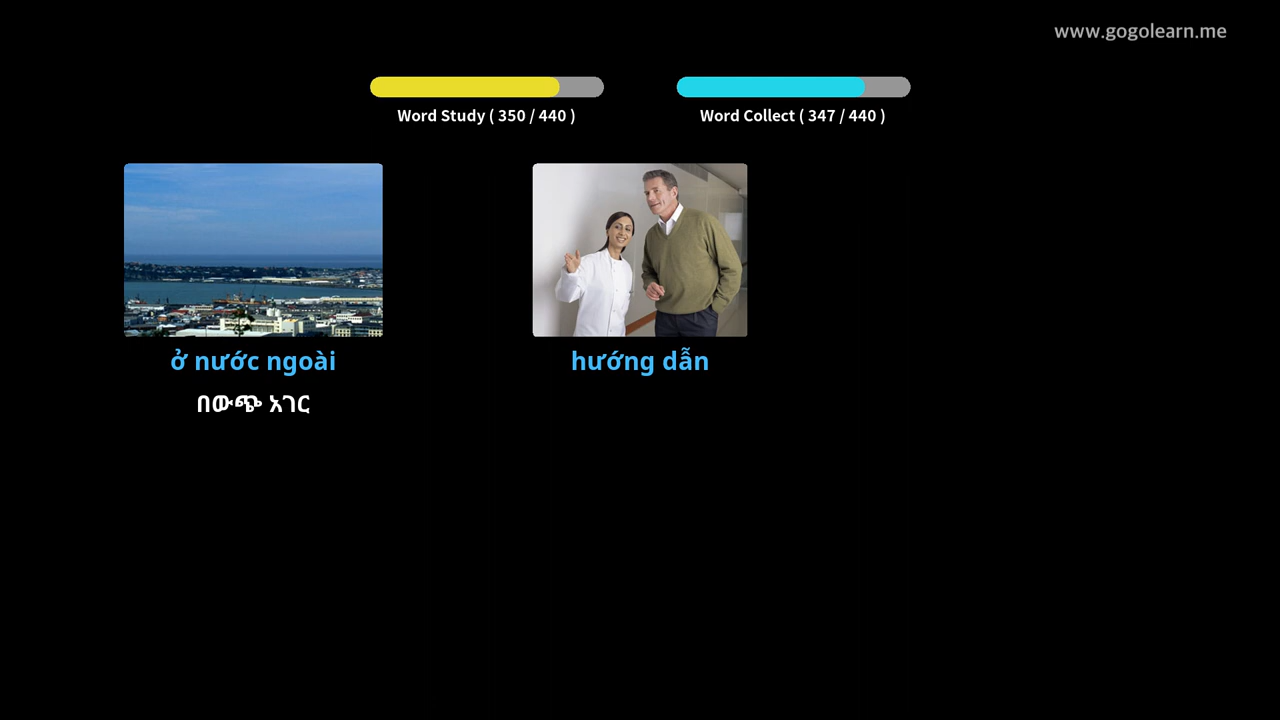 www.gogolearn.me
Word Study ( 350 / 440 )
Word Collect ( 347 / 440 )
ở nước ngoài
hướng dẫn
በውጭ አገር